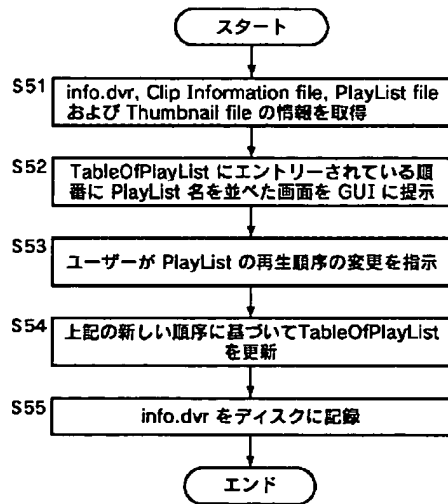 スタート
S51
info.dvr, Clip Information file, PlayList file
および Thumbnail file の情報を取得
S52
TableOfPlayList にエントリーされている順
番に PlayList 名を並べた画面を GUI に提示
S53
ユーザーが PlayList の再生順序の変更を指示
S54
上記の新しい順序に基づいてTableOfPlayList
を更新
S55
info.dvr をディスクに記録
エンド